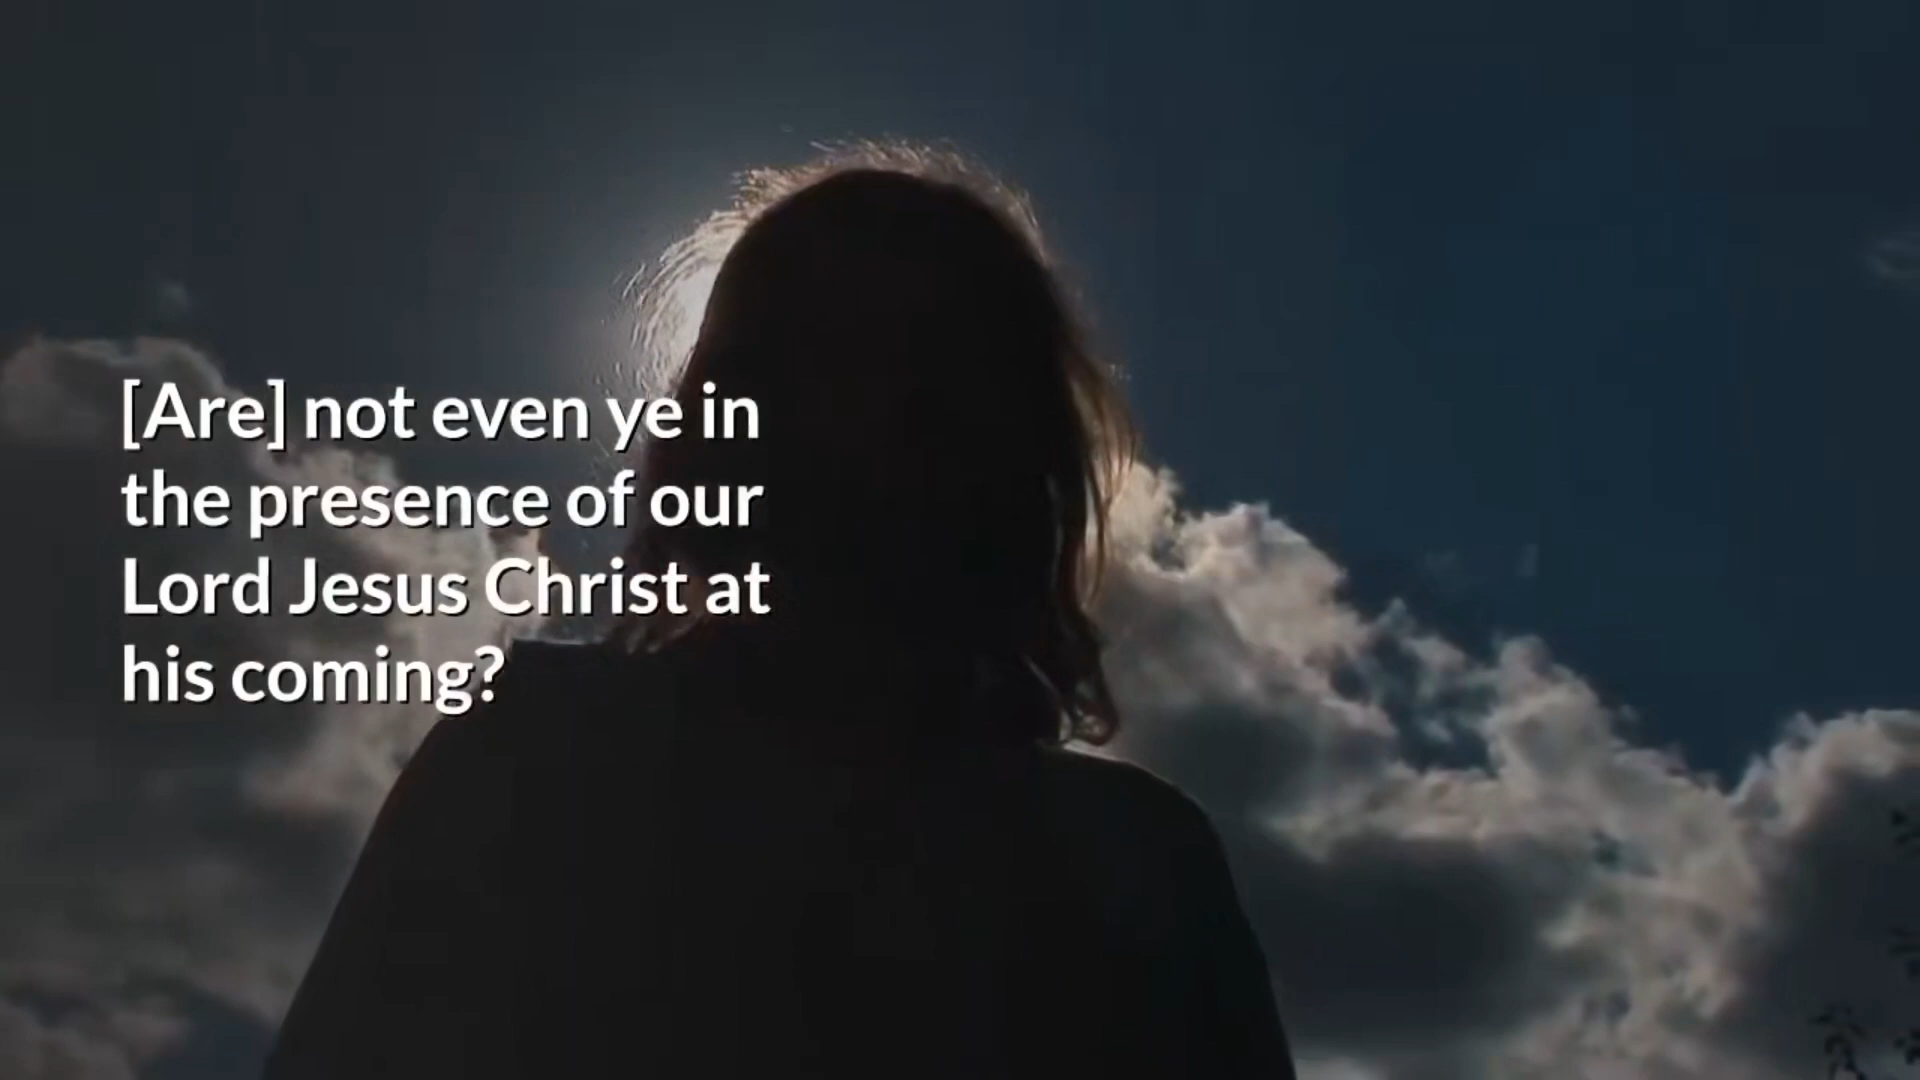 [Are] not even ye in
the presence of our
Lord Jesus Christ at
his coming?